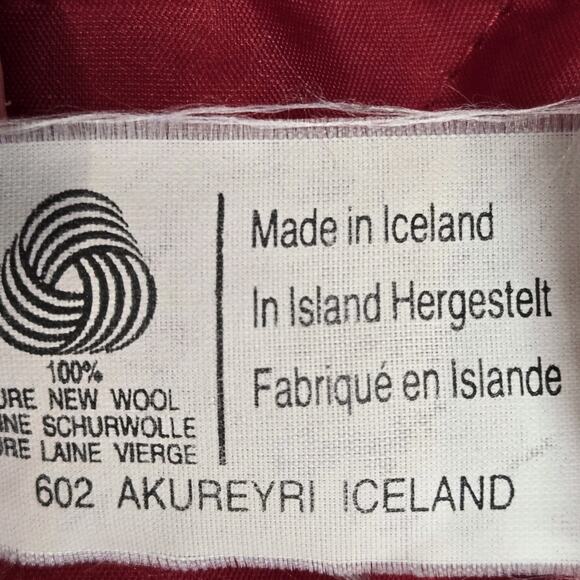 Made in Iceland
In Island Hergestelt
Fabriqué en Islande
100%
URE NEW WOOL
INE SCHURWOLLE
URE LAINE VIERGE
602 AKUREYRI ICELAND